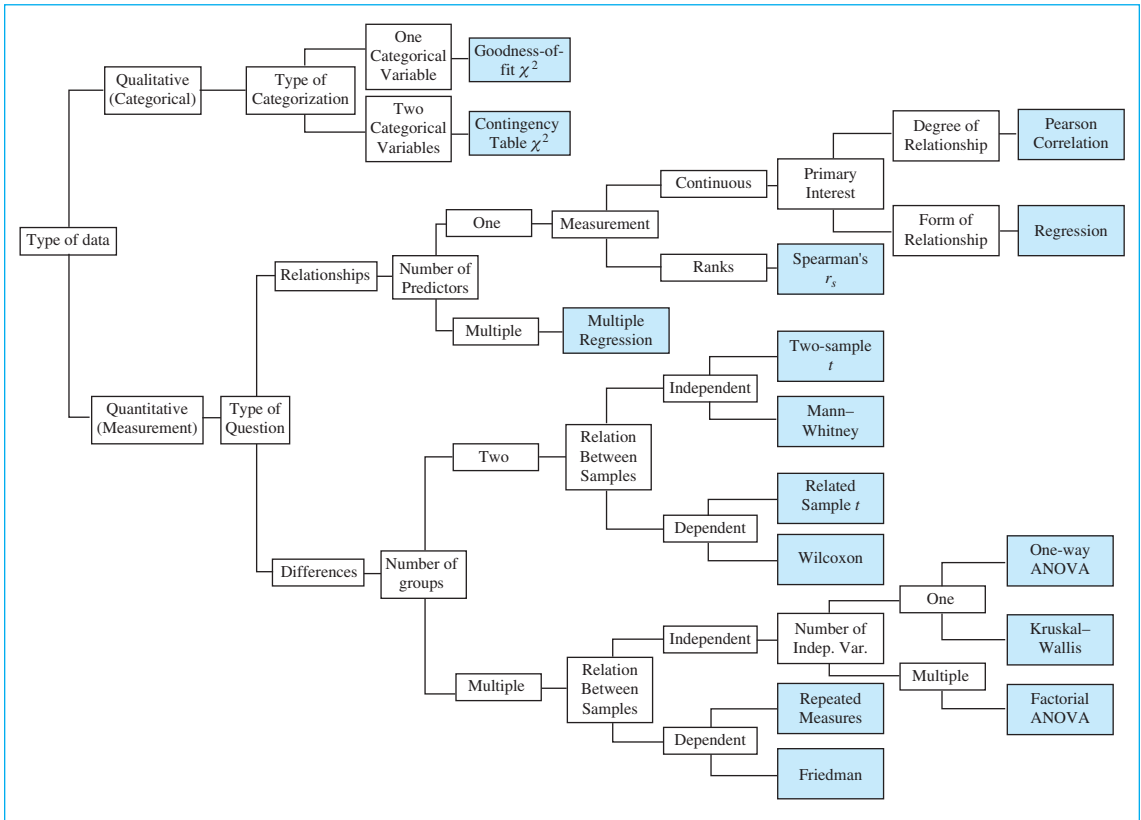 One
Categorical
Variable
Goodness-of-
fit χ²
Qualitative
(Categorical)
Type of
Categorization
Two
Categorical
Variables
Contingency
Table χ²
Degree of
Relationship
Pearson
Correlation
Continuous
Primary
Interest
One
Measurement
Form of
Relationship
Regression
Type of data
Relationships
Number of
Predictors
Ranks
Spearman's
rₛ
Multiple
Multiple
Regression
Two-sample
t
Independent
Quantitative
(Measurement)
Type of
Question
Mann–
Whitney
Two
Relation
Between
Samples
Related
Sample t
Dependent
Wilcoxon
Differences
Number of
groups
One-way
ANOVA
One
Independent
Number of
Indep. Var.
Kruskal–
Wallis
Multiple
Relation
Between
Samples
Multiple
Factorial
ANOVA
Repeated
Measures
Dependent
Friedman